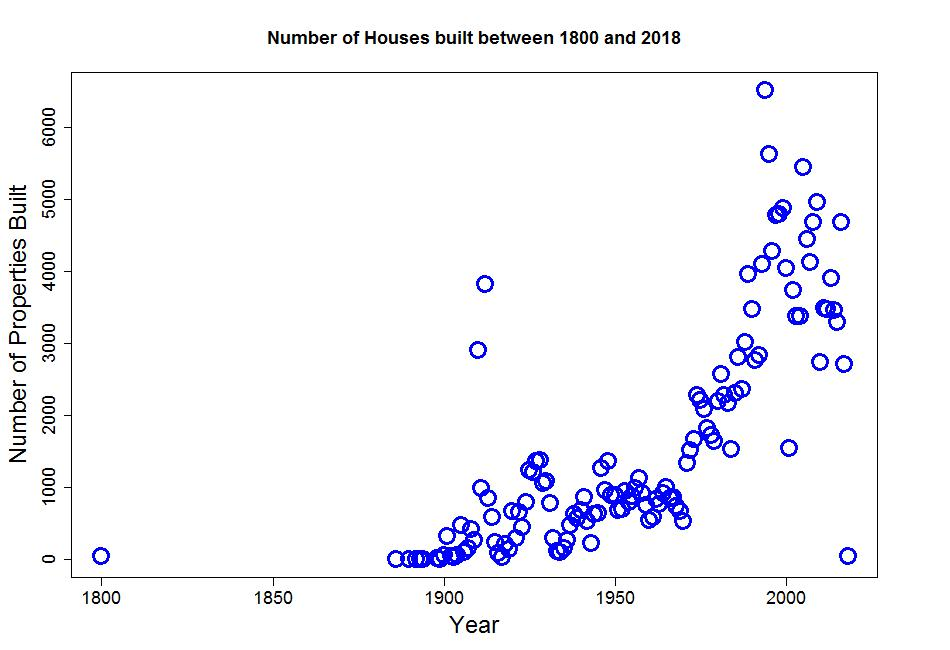 Number of Houses built between 1800 and 2018
Number of Properties Built
6000
5000
4000
3000
2000
1000
0
1800 1850 1900 1950 2000
Year